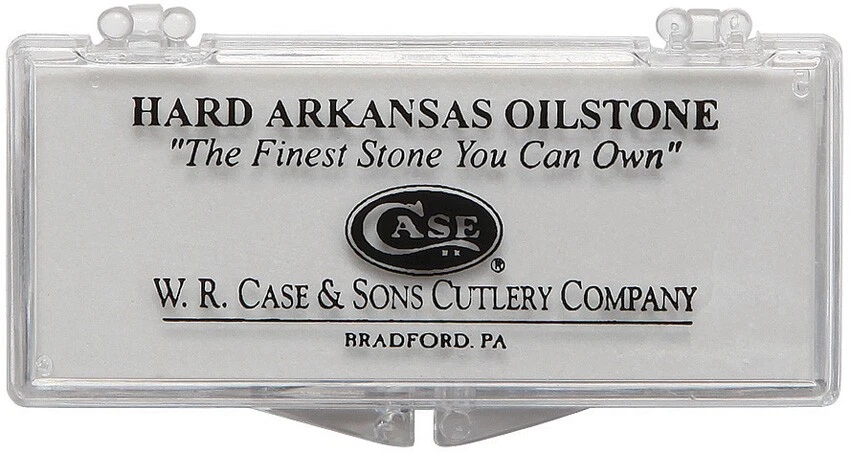 HARD ARKANSAS OILSTONE
"The Finest Stone You Can Own"
CASE
®
W. R. CASE & SONS CUTLERY COMPANY
BRADFORD, PA